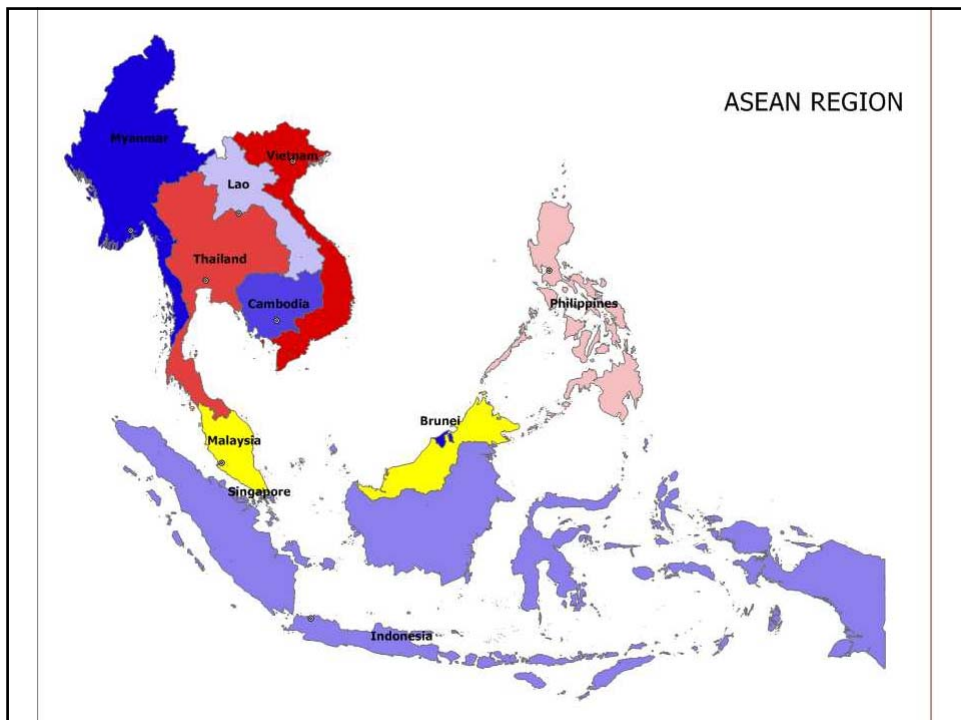 ASEAN REGION
Myanmar
Vietnam
Lao
Thailand
Cambodia
Philippines
Brunei
Malaysia
Singapore
Indonesia